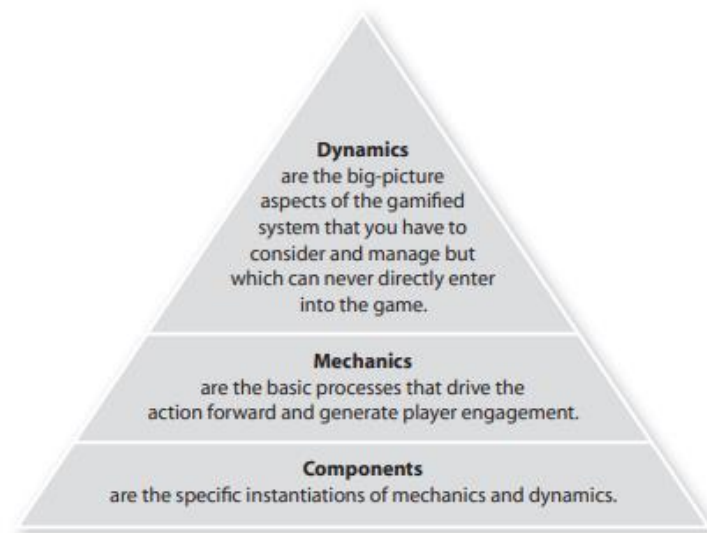 Dynamics
are the big-picture
aspects of the gamified
system that you have to
consider and manage but
which can never directly enter
into the game.
Mechanics
are the basic processes that drive the
action forward and generate player engagement.
Components
are the specific instantiations of mechanics and dynamics.